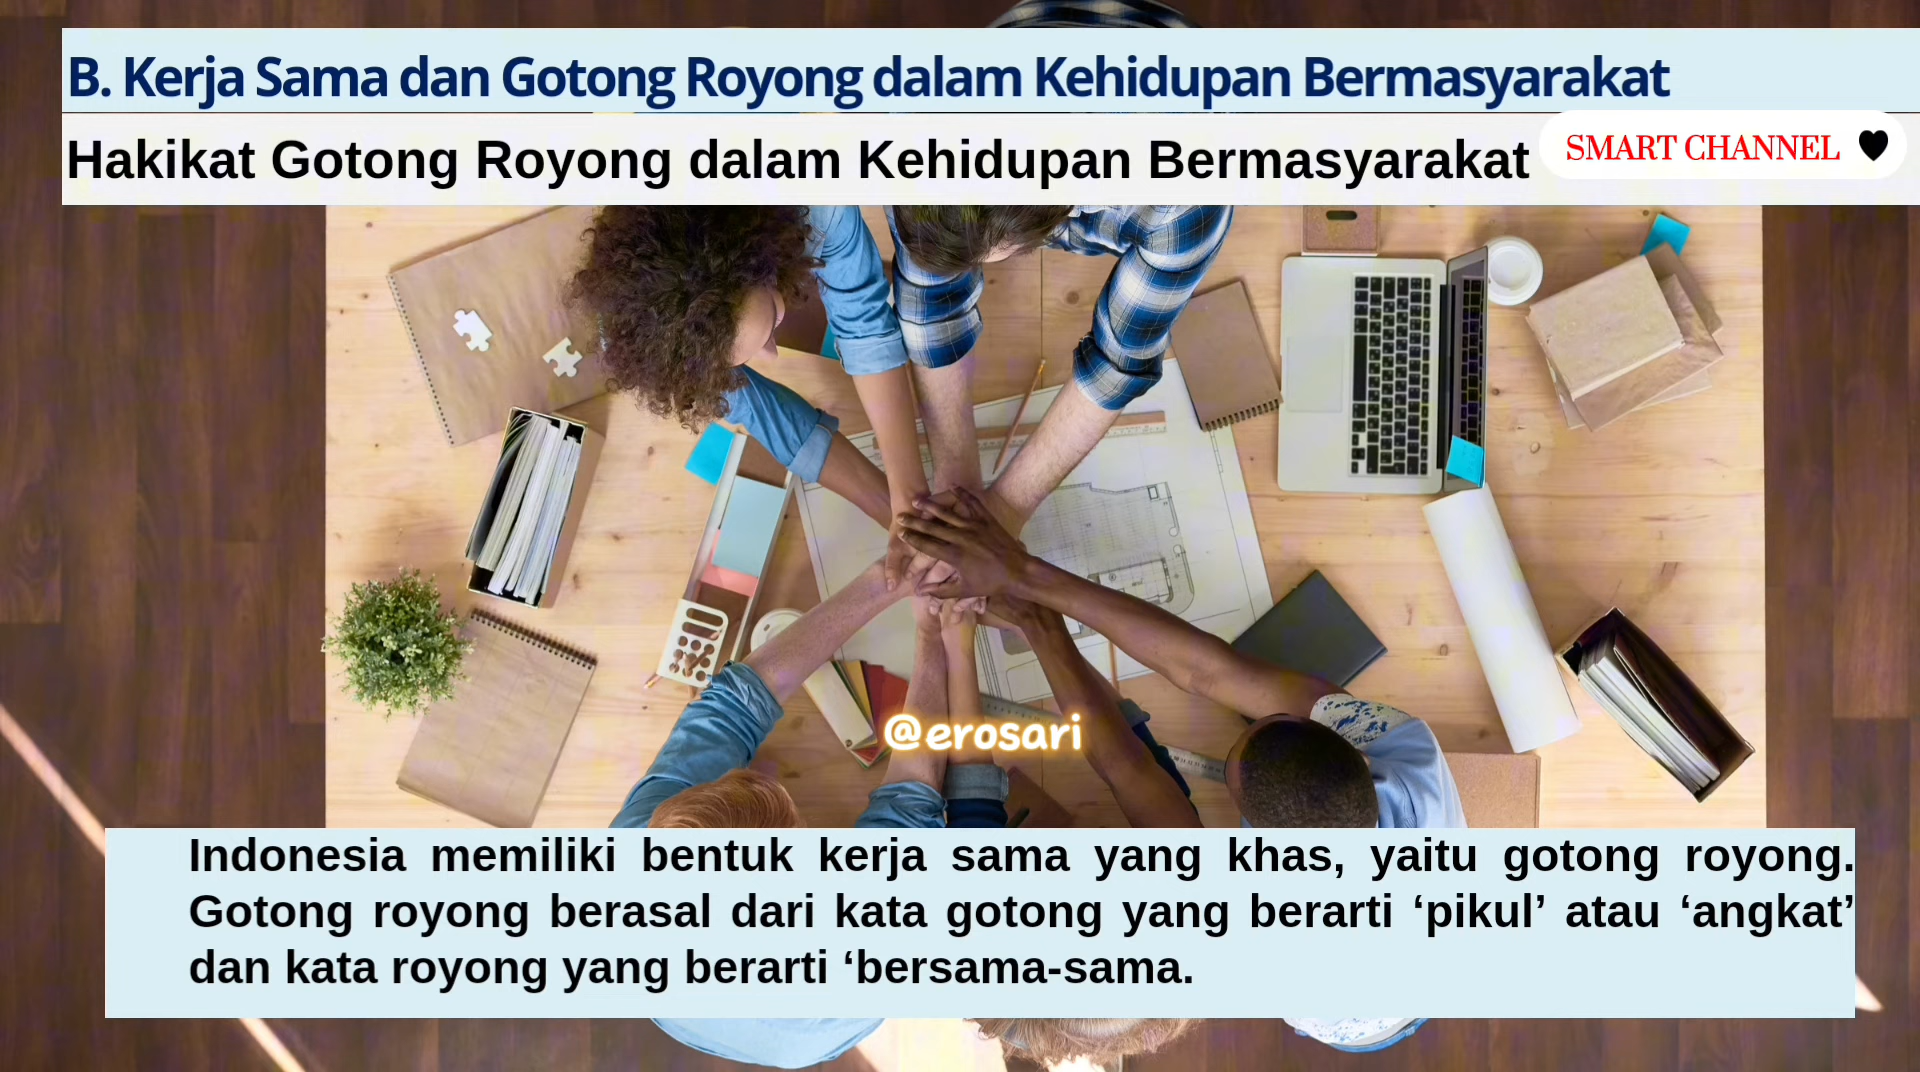 B. Kerja Sama dan Gotong Royong dalam Kehidupan Bermasyarakat
Hakikat Gotong Royong dalam Kehidupan Bermasyarakat
SMART CHANNEL
@erosari
Indonesia memiliki bentuk kerja sama yang khas, yaitu gotong royong.
Gotong royong berasal dari kata gotong yang berarti ‘pikul’ atau ‘angkat’
dan kata royong yang berarti ‘bersama-sama.